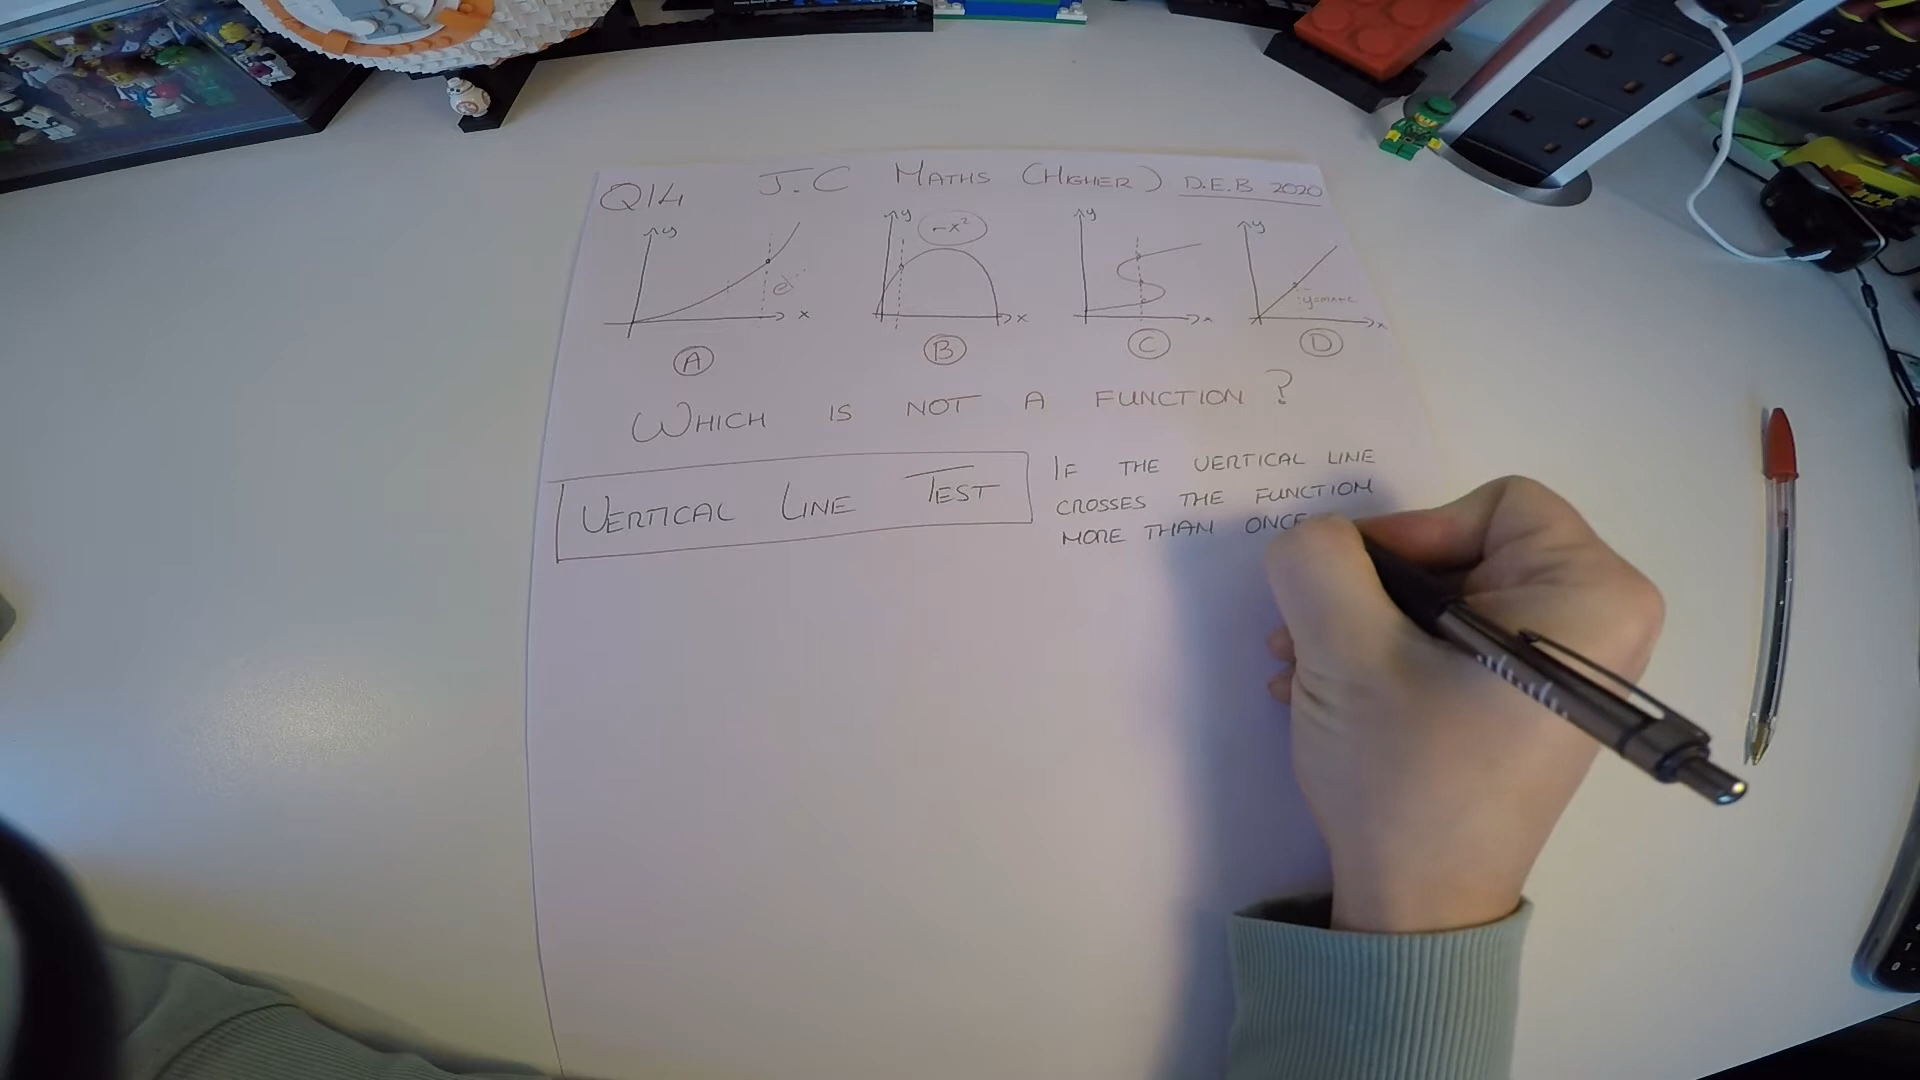 Q14 J.C MATHS (HIGHER) D.E.B 2020
y y -x² y y
x x x y=mx+c x
A B C D
WHICH IS NOT A FUNCTION?
VERTICAL LINE TEST
IF THE VERTICAL LINE
CROSSES THE FUNCTION
MORE THAN ONCE